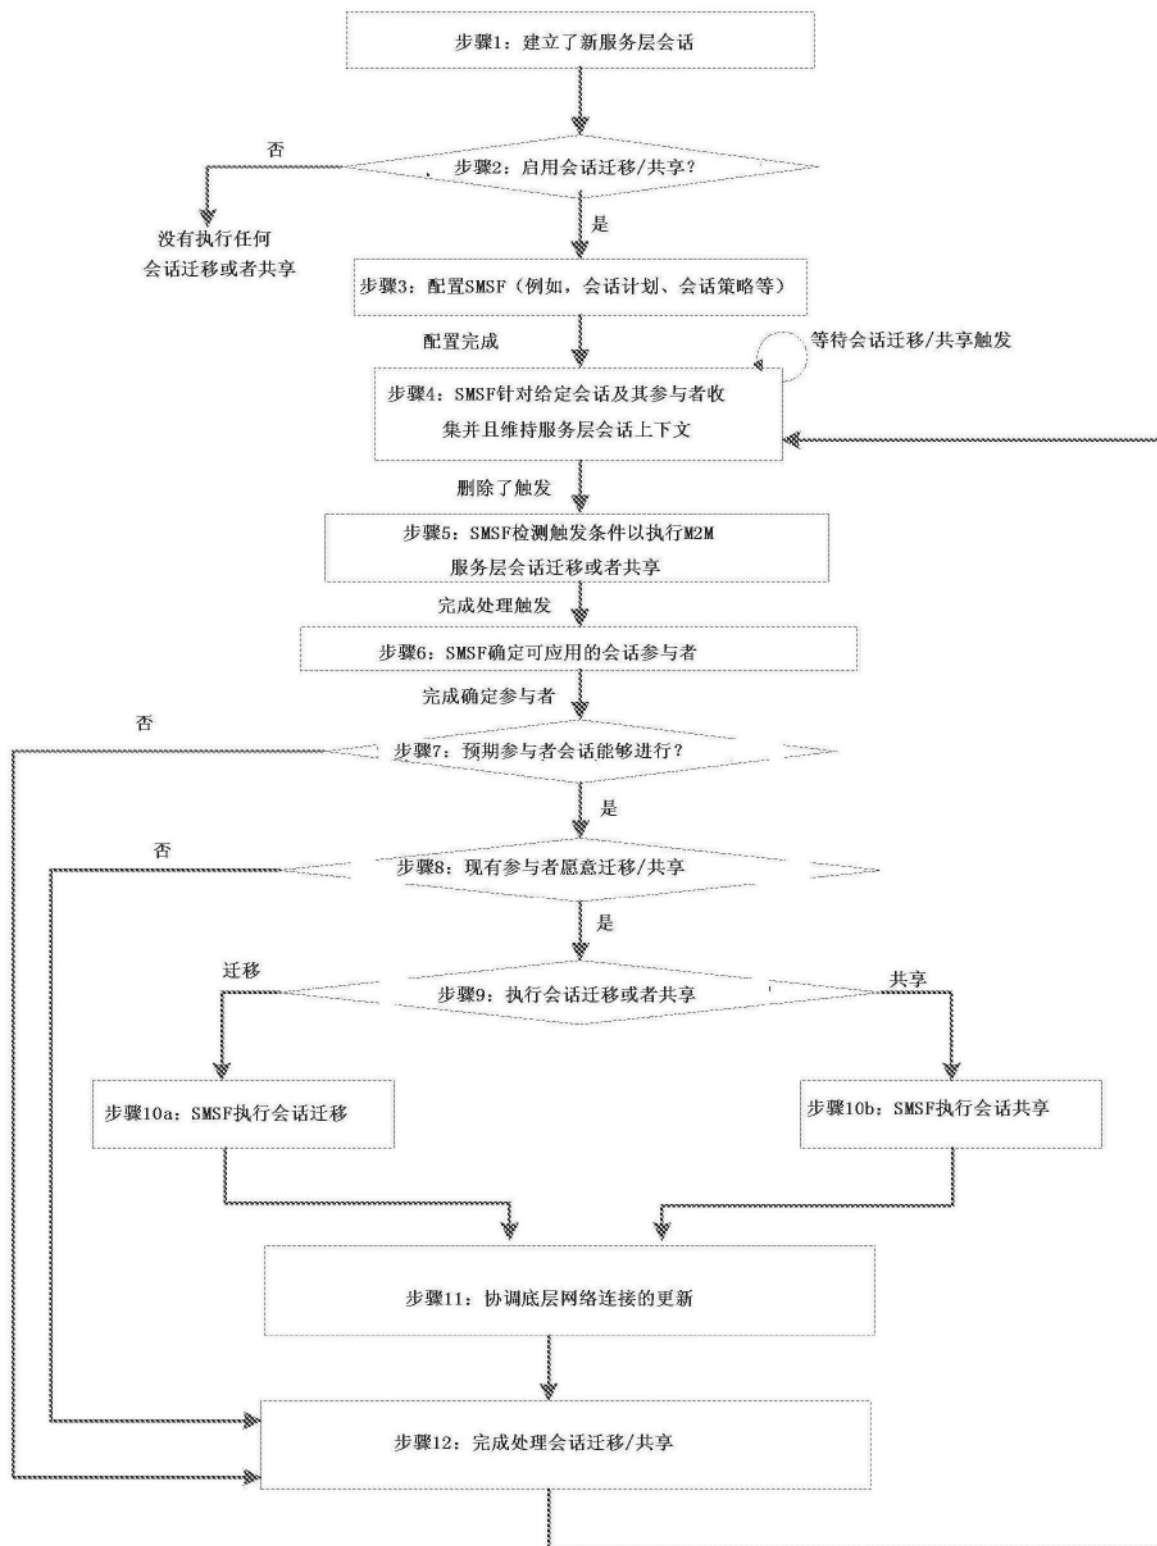 步骤1：建立了新服务层会话
否
步骤2：启用会话迁移/共享？
是
没有执行任何
会话迁移或者共享
步骤3：配置SMSF（例如，会话计划、会话策略等）
配置完成
等待会话迁移/共享触发
步骤4：SMSF针对给定会话及其参与者收
集并且维持服务层会话上下文
删除了触发
步骤5：SMSF检测触发条件以执行M2M
服务层会话迁移或者共享
完成处理触发
步骤6：SMSF确定可应用的会话参与者
完成确定参与者
否
步骤7：预期参与者会话能够进行？
是
否
步骤8：现有参与者愿意迁移/共享
是
迁移
共享
步骤9：执行会话迁移或者共享
步骤10a：SMSF执行会话迁移
步骤10b：SMSF执行会话共享
步骤11：协调底层网络连接的更新
步骤12：完成处理会话迁移/共享